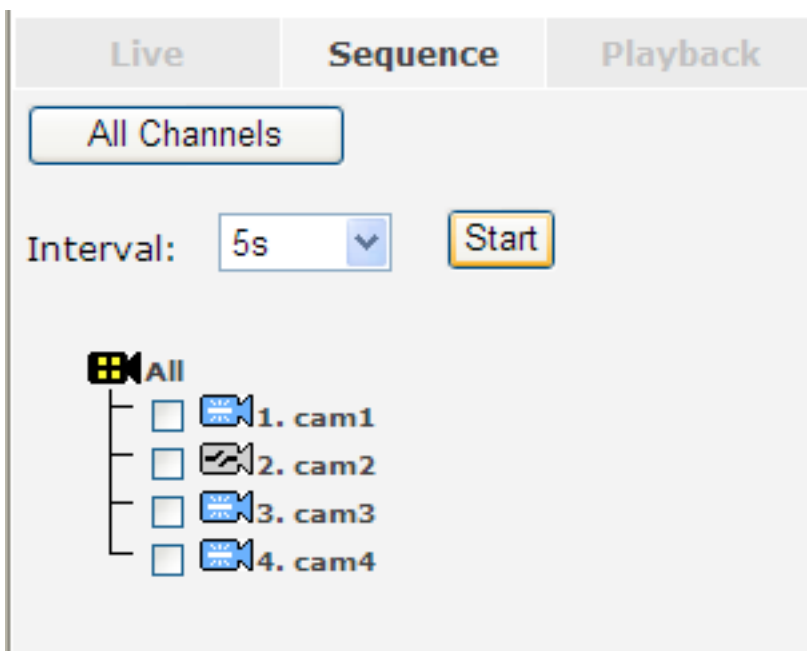 Live Sequence Playback
All Channels
Interval: 5s Start
All
1. cam1
2. cam2
3. cam3
4. cam4